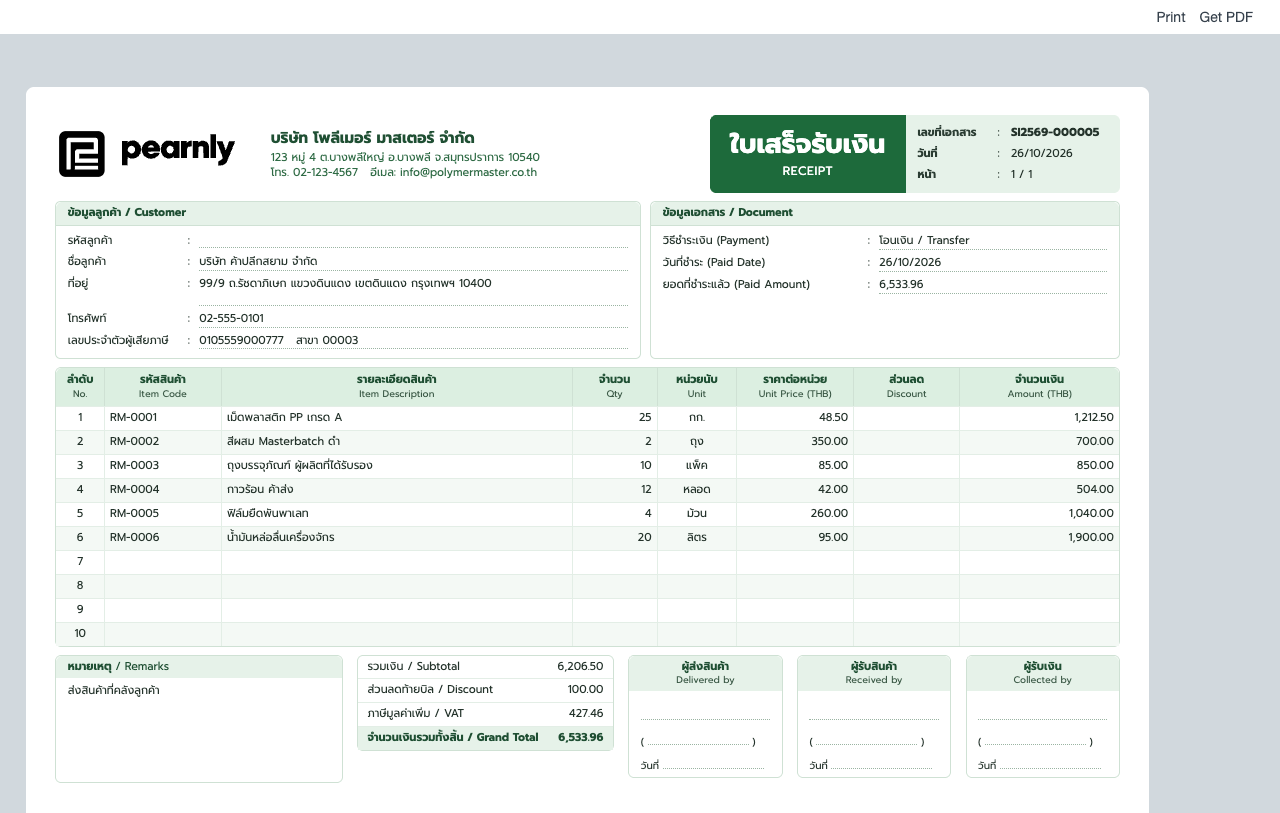 Print Get PDF
pearnly
บริษัท โพลีเมอร์ มาสเตอร์ จำกัด
123 หมู่ 4 ต.บางพลีใหญ่ อ.บางพลี จ.สมุทรปราการ 10540
โทร. 02-123-4567 อีเมล: info@polymermaster.co.th
ใบเสร็จรับเงิน
RECEIPT
เลขที่เอกสาร : SI2569-000005
วันที่ : 26/10/2026
หน้า : 1 / 1
ข้อมูลลูกค้า / Customer
รหัสลูกค้า :
ชื่อลูกค้า : บริษัท ค้าปลีกสยาม จำกัด
ที่อยู่ : 99/9 ถ.รัชดาภิเษก แขวงดินแดง เขตดินแดง กรุงเทพฯ 10400
โทรศัพท์ : 02-555-0101
เลขประจำตัวผู้เสียภาษี : 0105559000777 สาขา 00003
ข้อมูลเอกสาร / Document
วิธีชำระเงิน (Payment) : โอนเงิน / Transfer
วันที่ชำระ (Paid Date) : 26/10/2026
ยอดที่ชำระแล้ว (Paid Amount) : 6,533.96
ลำดับ รหัสสินค้า รายละเอียดสินค้า จำนวน หน่วยนับ ราคาต่อหน่วย ส่วนลด จำนวนเงิน
No. Item Code Item Description Qty Unit Unit Price (THB) Discount Amount (THB)
1 RM-0001 เม็ดพลาสติก PP เกรด A 25 กก. 48.50 1,212.50
2 RM-0002 สีผสม Masterbatch ดำ 2 ถุง 350.00 700.00
3 RM-0003 ถุงบรรจุภัณฑ์ ผู้ผลิตที่ได้รับรอง 10 แพ็ค 85.00 850.00
4 RM-0004 กาวร้อน ค้าส่ง 12 หลอด 42.00 504.00
5 RM-0005 ฟิล์มยืดพันพาเลท 4 ม้วน 260.00 1,040.00
6 RM-0006 น้ำมันหล่อลื่นเครื่องจักร 20 ลิตร 95.00 1,900.00
7
8
9
10
หมายเหตุ / Remarks
ส่งสินค้าที่คลังลูกค้า
รวมเงิน / Subtotal 6,206.50
ส่วนลดท้ายบิล / Discount 100.00
ภาษีมูลค่าเพิ่ม / VAT 427.46
จำนวนเงินรวมทั้งสิ้น / Grand Total 6,533.96
ผู้ส่งสินค้า
Delivered by
( )
วันที่
ผู้รับสินค้า
Received by
( )
วันที่
ผู้รับเงิน
Collected by
( )
วันที่